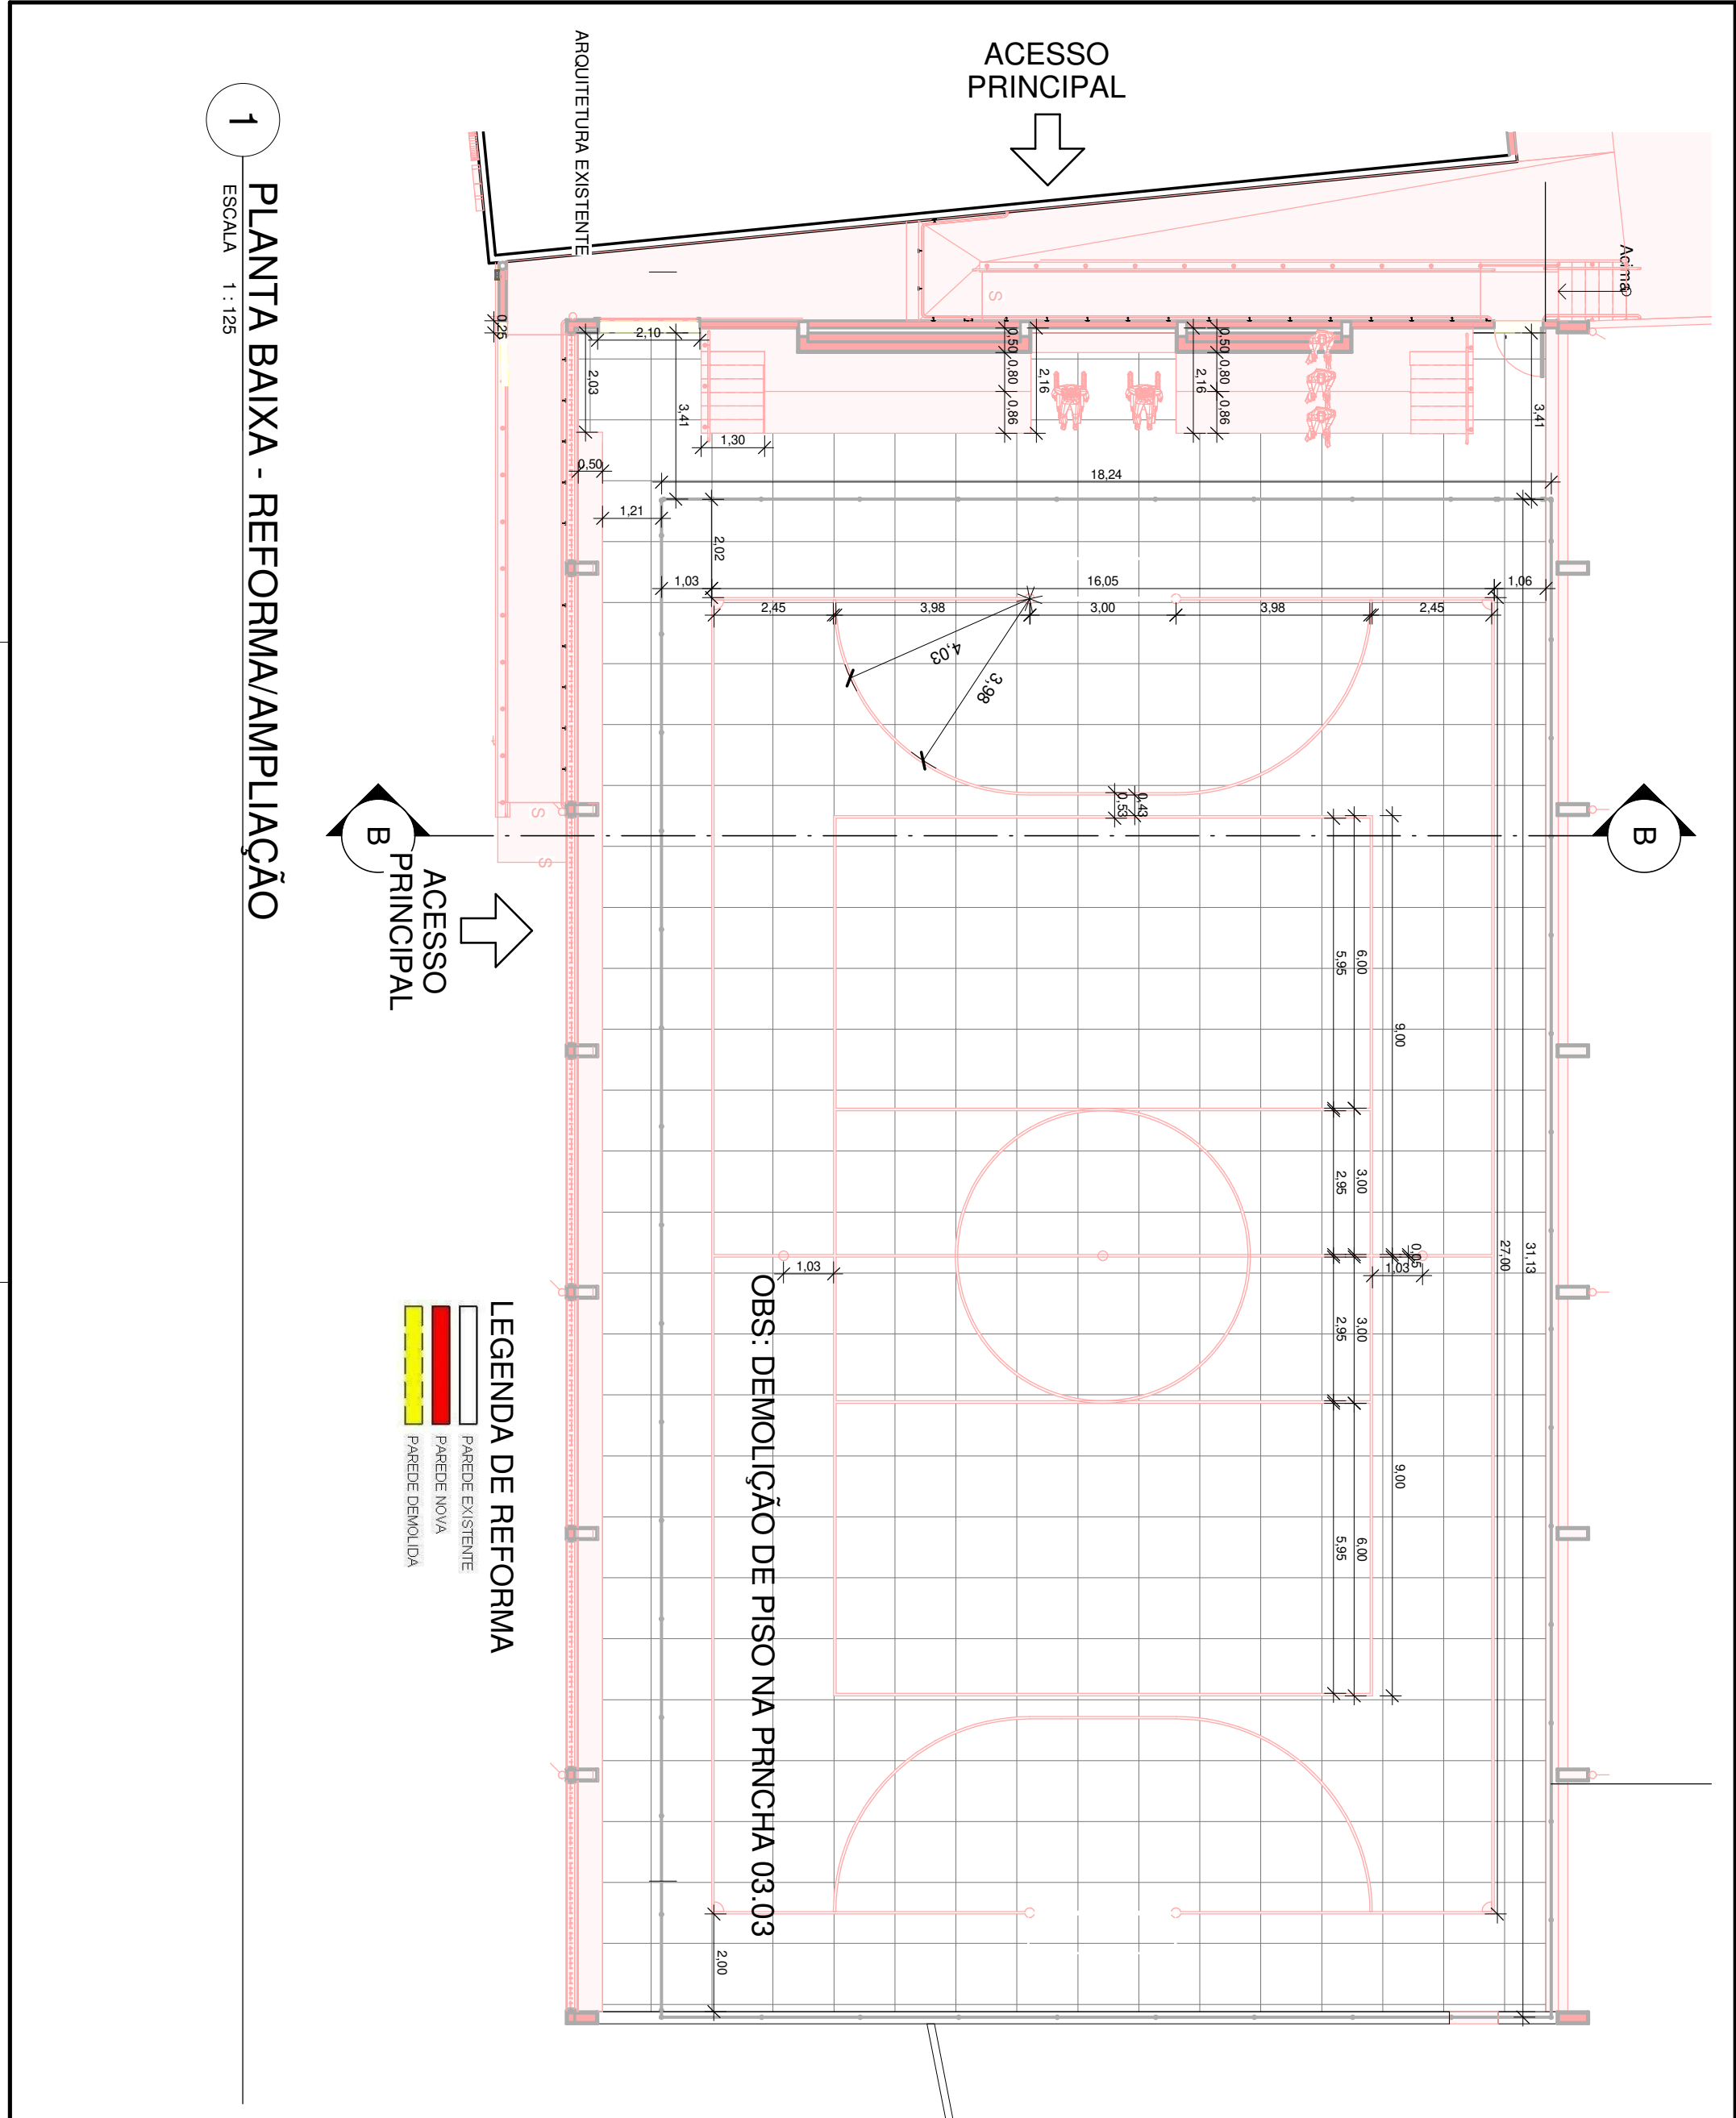 ACESSO
PRINCIPAL
ARQUITETURA EXISTENTE
Acima
S
0,26
2,10
2,03
3,41
1,30
0,50
0,80
0,86
2,16
2,16
0,50
0,80
0,86
3,41
0,50
1,21
18,24
2,02
1,03
16,05
1,06
2,45
3,98
3,00
3,98
2,45
4,03
3,98
0,53
0,43
B
B
S
S
ACESSO
PRINCIPAL
5,95
6,00
9,00
2,95
3,00
0,05
27,00
31,13
1,03
1,03
2,95
3,00
9,00
5,95
6,00
2,00
OBS: DEMOLIÇÃO DE PISO NA PRNCHA 03.03
LEGENDA DE REFORMA
PAREDE EXISTENTE
PAREDE NOVA
PAREDE DEMOLIDA
1
PLANTA BAIXA - REFORMA/AMPLIAÇÃO
ESCALA 1 : 125